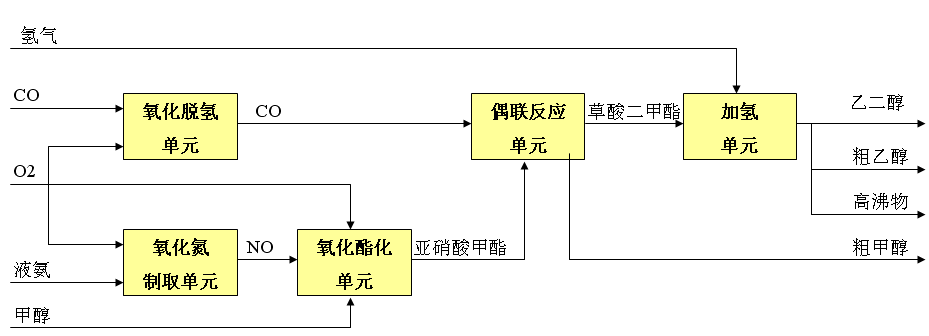 氢气
CO
氧化脱氢
单元
CO
偶联反应
单元
草酸二甲酯
加氢
单元
乙二醇
粗乙醇
O2
高沸物
氧化氮
制取单元
NO
氧化酯化
单元
亚硝酸甲酯
粗甲醇
液氨
甲醇